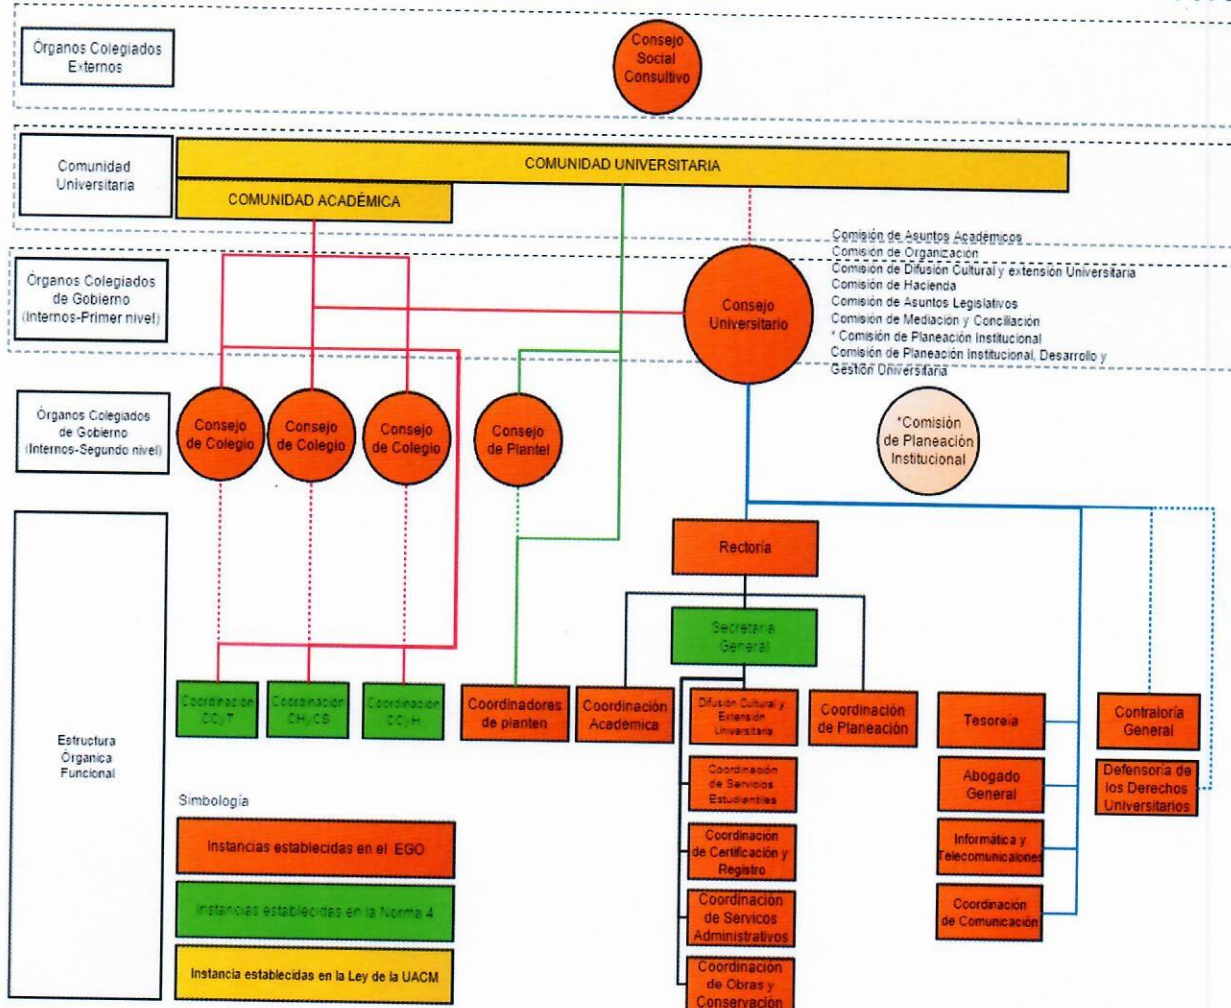 Órganos Colegiados
Externos
Consejo
Social
Consultivo
Comunidad
Universitaria
COMUNIDAD UNIVERSITARIA
COMUNIDAD ACADÉMICA
Órganos Colegiados
de Gobierno
(Internos-Primer nivel)
Consejo
Universitario
Comisión de Asuntos Académicos
Comisión de Organización
Comisión de Difusión Cultural y extensión Universitaria
Comisión de Hacienda
Comisión de Asuntos Legislativos
Comisión de Mediación y Conciliación
* Comisión de Planeación Institucional
Comisión de Planeación Institucional, Desarrollo y
Gestión Universitaria
Órganos Colegiados
de Gobierno
(Internos-Segundo nivel)
Consejo
de Colegio
Consejo
de Colegio
Consejo
de Colegio
Consejo
de Plantel
*Comisión
de Planeación
Institucional
Estructura
Órganica
Funcional
Rectoría
Secretaria
General
Coordinación
CCyT
Coordinación
CHyCS
Coordinación
CCyH
Coordinadores
de planten
Coordinación
Académica
Difusión Cultural y
Extensión
Universitaria
Coordinación
de Planeación
Tesoreía
Contraloría
General
Coordinación
de Servicios
Estudiantiles
Abogado
General
Defensoría de
los Derechos
Universitarios
Coordinación
de Certificación y
Registro
Informática y
Telecomunicaiones
Coordinación
de Servicos
Administrativos
Coordinación
de Comunicación
Coordinación
de Obras y
Conservación
Simbología
Instancias establecidas en el EGO
Instancias establecidas en la Norma 4
Instancia establecidas en la Ley de la UACM